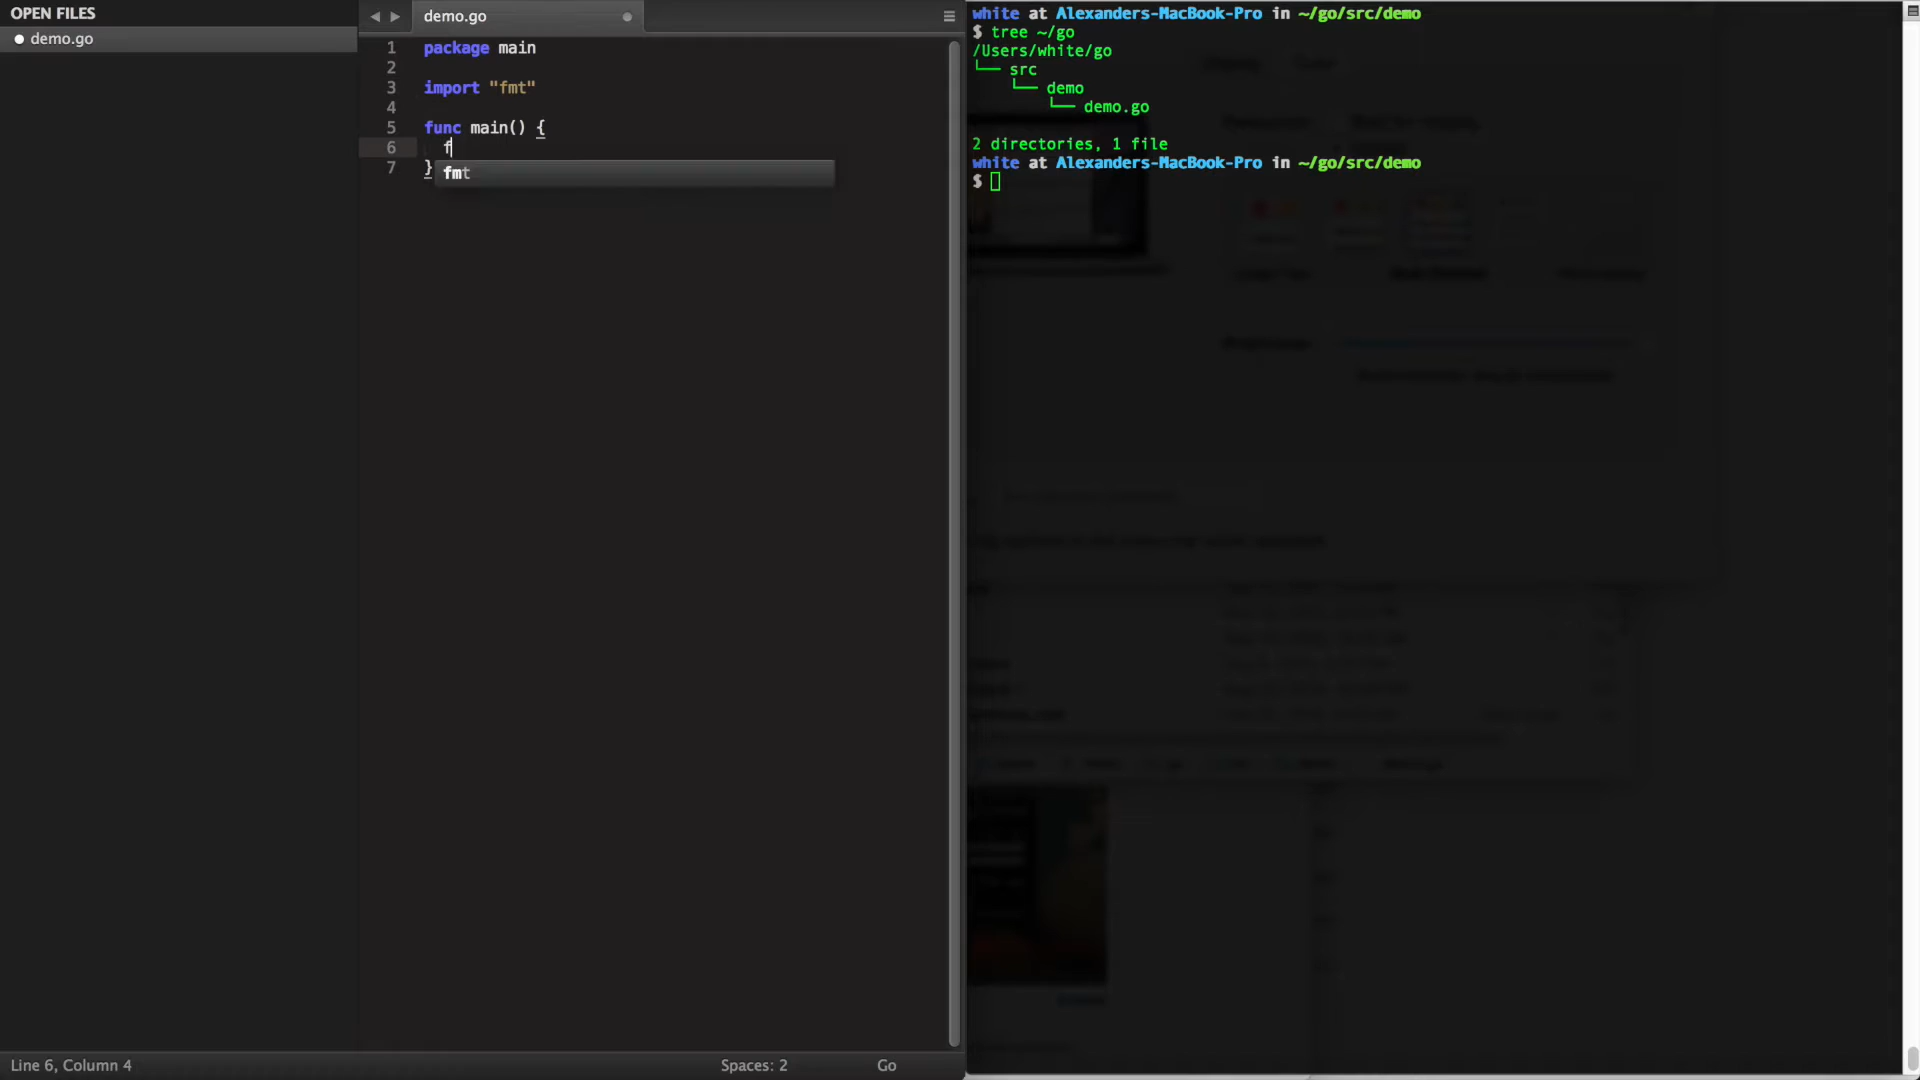 OPEN FILES
demo.go
demo.go
1 package main
2
3 import "fmt"
4
5 func main() {
6 f
7 }
fmt
Line 6, Column 4
Spaces: 2
Go
white at Alexanders-MacBook-Pro in ~/go/src/demo
$ tree ~/go
/Users/white/go
└── src
└── demo
└── demo.go
2 directories, 1 file
white at Alexanders-MacBook-Pro in ~/go/src/demo
$